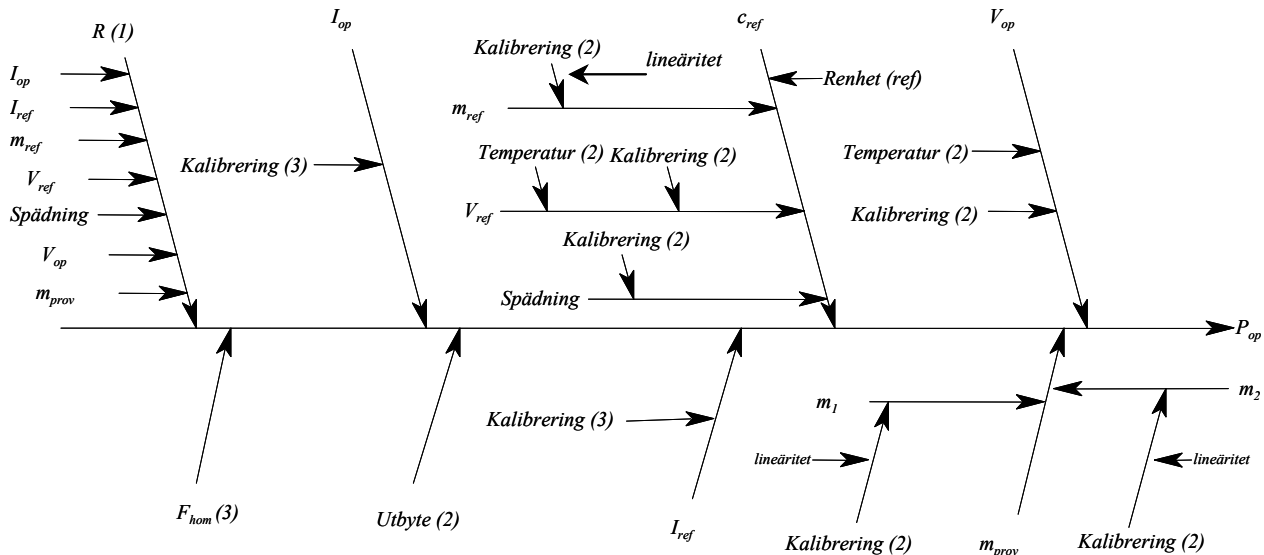 R (1)
I_op
c_ref
V_op
Kalibrering (2)
lineäritet
I_op
Renhet (ref)
I_ref
m_ref
m_ref
Kalibrering (3)
Temperatur (2)
Kalibrering (2)
Temperatur (2)
V_ref
Spädning
V_ref
Kalibrering (2)
Kalibrering (2)
V_op
m_prov
Spädning
P_op
m_1
m_2
Kalibrering (3)
lineäritet
lineäritet
F_hom (3)
Utbyte (2)
I_ref
Kalibrering (2)
m_prov
Kalibrering (2)